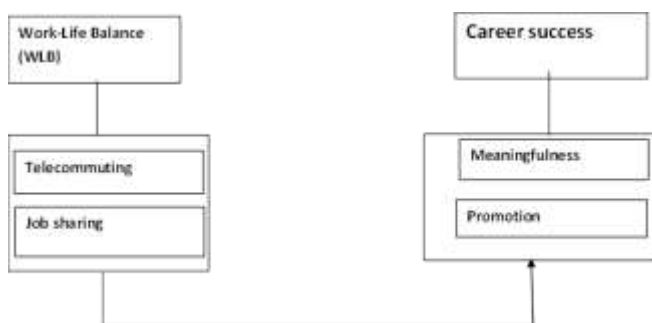 Work-Life Balance
(WLB)
Career success
Telecommuting
Job sharing
Meaningfulness
Promotion